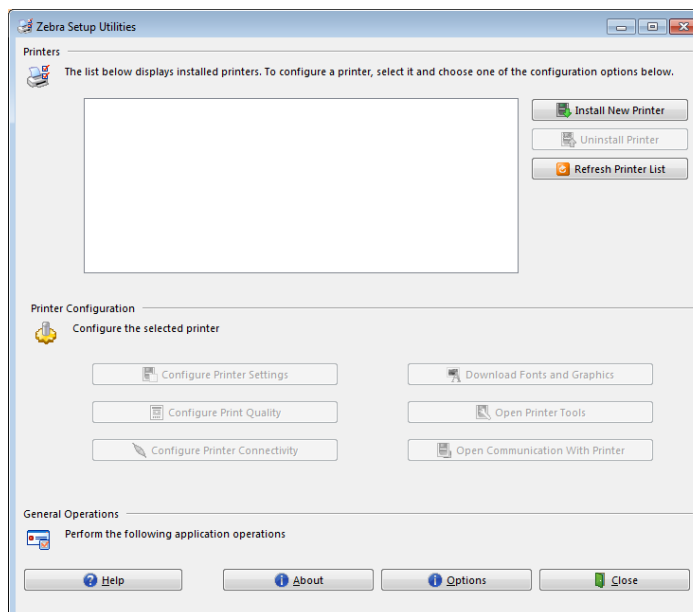 Zebra Setup Utilities
Printers
The list below displays installed printers. To configure a printer, select it and choose one of the configuration options below.
Install New Printer
Uninstall Printer
Refresh Printer List
Printer Configuration
Configure the selected printer
Configure Printer Settings
Download Fonts and Graphics
Configure Print Quality
Open Printer Tools
Configure Printer Connectivity
Open Communication With Printer
General Operations
Perform the following application operations
Help
About
Options
Close